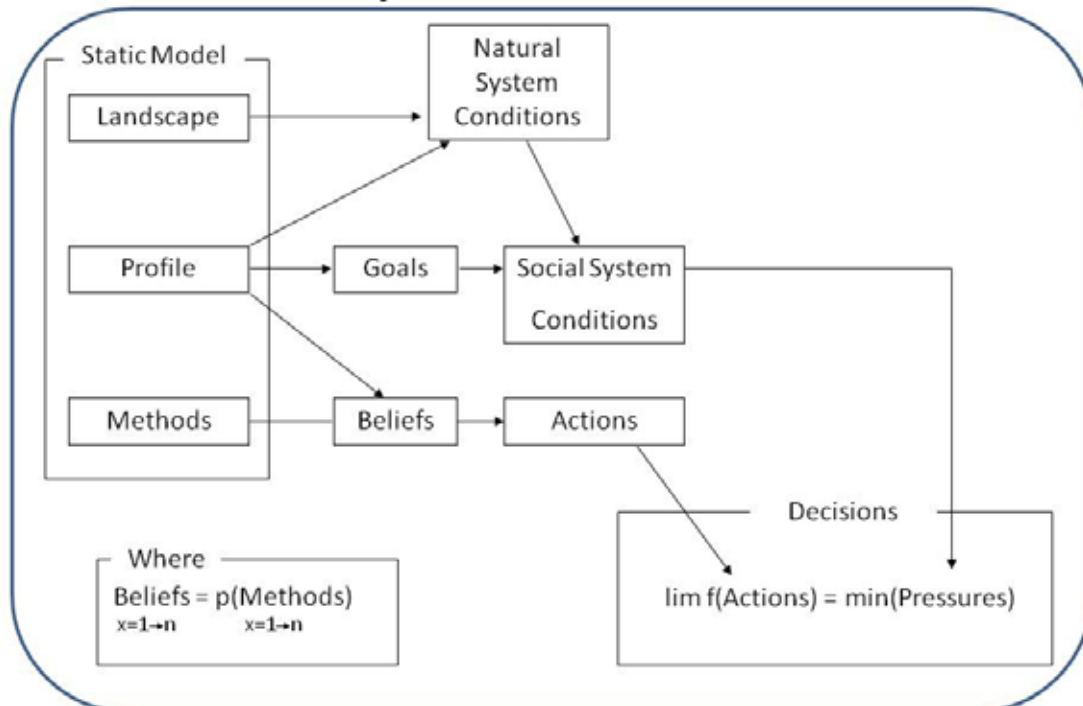 Static Model
Natural
System
Conditions
Landscape
Profile
Goals
Social System
Conditions
Methods
Beliefs
Actions
Decisions
lim f(Actions) = min(Pressures)
Where
Beliefs = p(Methods)
x=1→n x=1→n